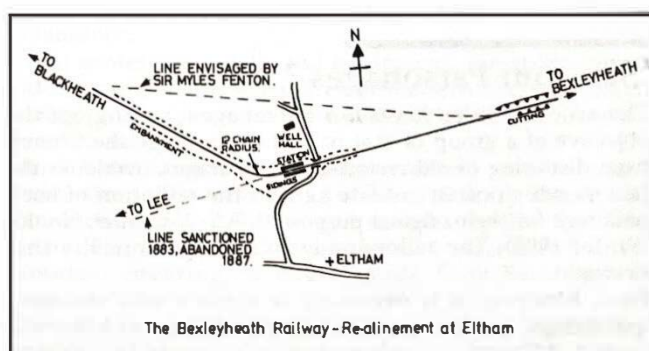 TO
BLACKHEATH
LINE ENVISAGED BY
SIR MYLES FENTON.
N
TO
BEXLEYHEATH
CUTTING
EMBANKMENT
CHAIN
RADIUS.
WELL
HALL
STATION
SIDINGS
TO LEE.
LINE SANCTIONED
1883, ABANDONED
1887.
+ELTHAM
The Bexleyheath Railway-Re-alinement at Eltham